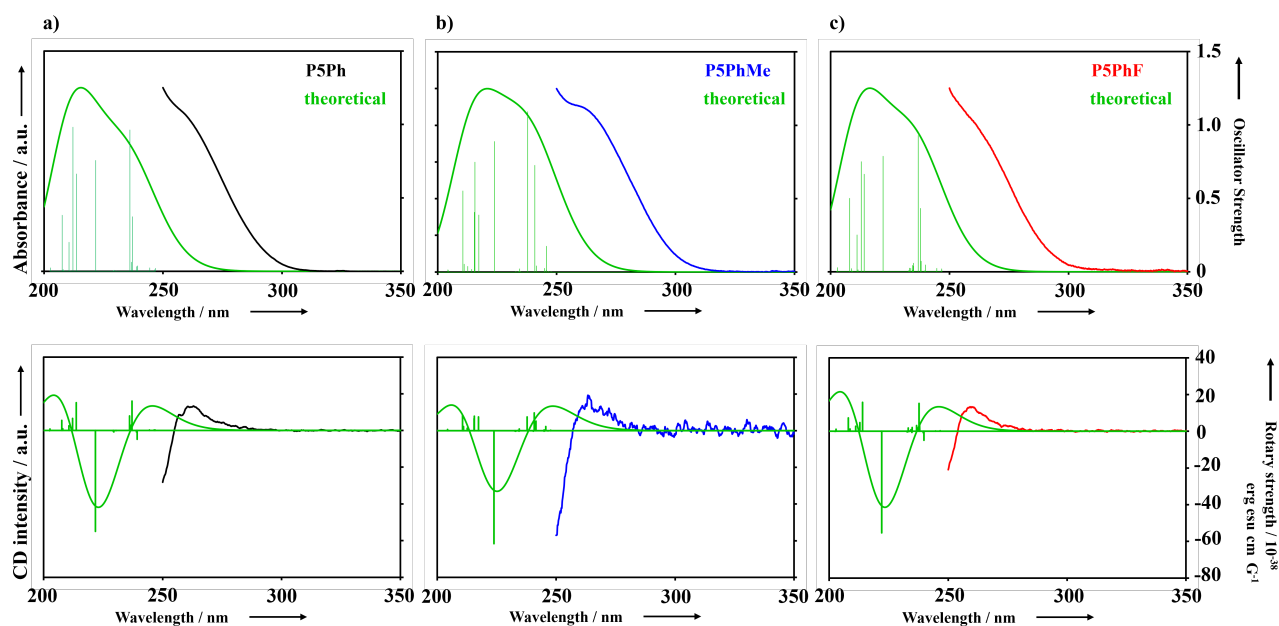 a)
b)
c)
P5Ph
theoretical
P5PhMe
theoretical
P5PhF
theoretical
Absorbance / a.u.
1.5
1.0
0.5
0
Oscillator Strength
200 250 300 350
200 250 300 350
200 250 300 350
Wavelength / nm
Wavelength / nm
Wavelength / nm
CD intensity / a.u.
40
20
0
-20
-40
-60
-80
Rotary strength / 10⁻³⁸
erg esu cm G⁻¹
200 250 300 350
200 250 300 350
200 250 300 350
Wavelength / nm
Wavelength / nm
Wavelength / nm